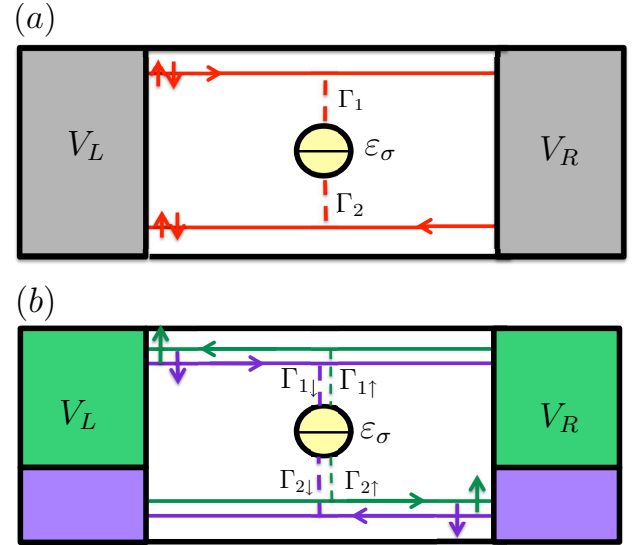 (a)
V_L
Γ_1
ε_σ
V_R
Γ_2
(b)
Γ_{1↓} Γ_{1↑}
V_L
ε_σ
V_R
Γ_{2↓} Γ_{2↑}